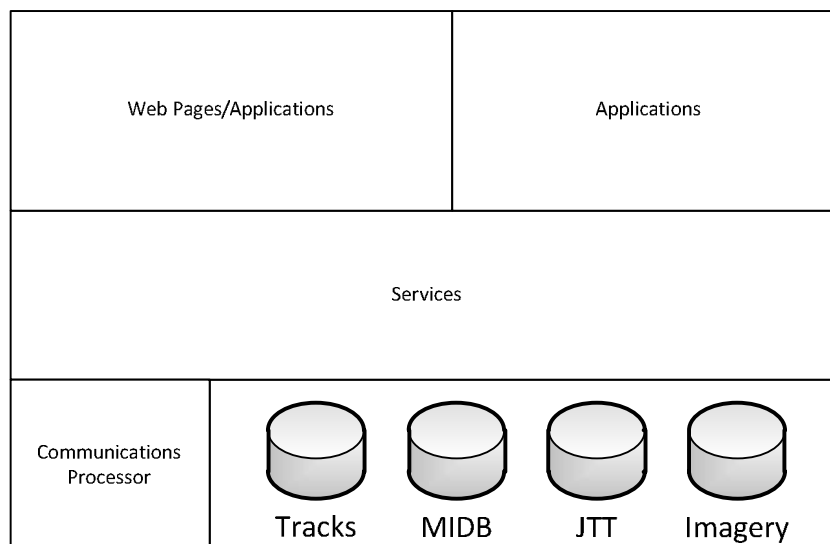 Web Pages/Applications
Applications
Services
Communications
Processor
Tracks
MIDB
JTT
Imagery